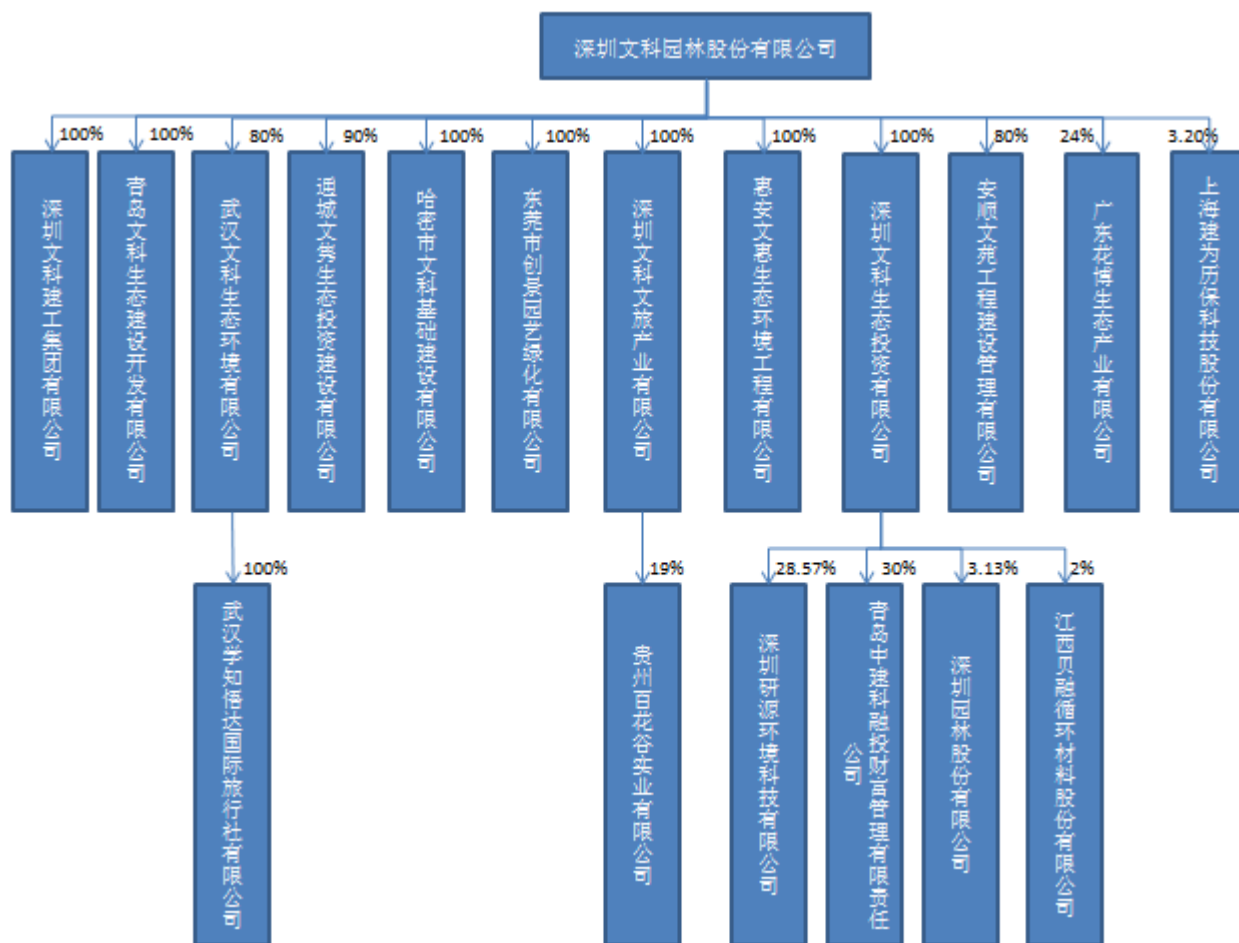 深圳文科园林股份有限公司
100%
100%
80%
90%
100%
100%
100%
100%
100%
80%
24%
3.20%
深圳文科建工集团有限公司
青岛文科生态建设开发有限公司
武汉文科生态环境有限公司
通城文隽生态投资建设有限公司
哈密市文科基础建设有限公司
东莞市创景园艺绿化有限公司
深圳文科文旅产业有限公司
惠安文惠生态环境工程有限公司
深圳文科生态投资有限公司
安顺文苑工程建设管理有限公司
广东花博生态产业有限公司
上海建为历保科技股份有限公司
100%
19%
28.57%
30%
3.13%
2%
武汉学知悟达国际旅行社有限公司
贵州百花谷实业有限公司
深圳研源环境科技有限公司
青岛中建科融投财富管理有限责任
公司
深圳园林股份有限公司
江西贝融循环材料股份有限公司